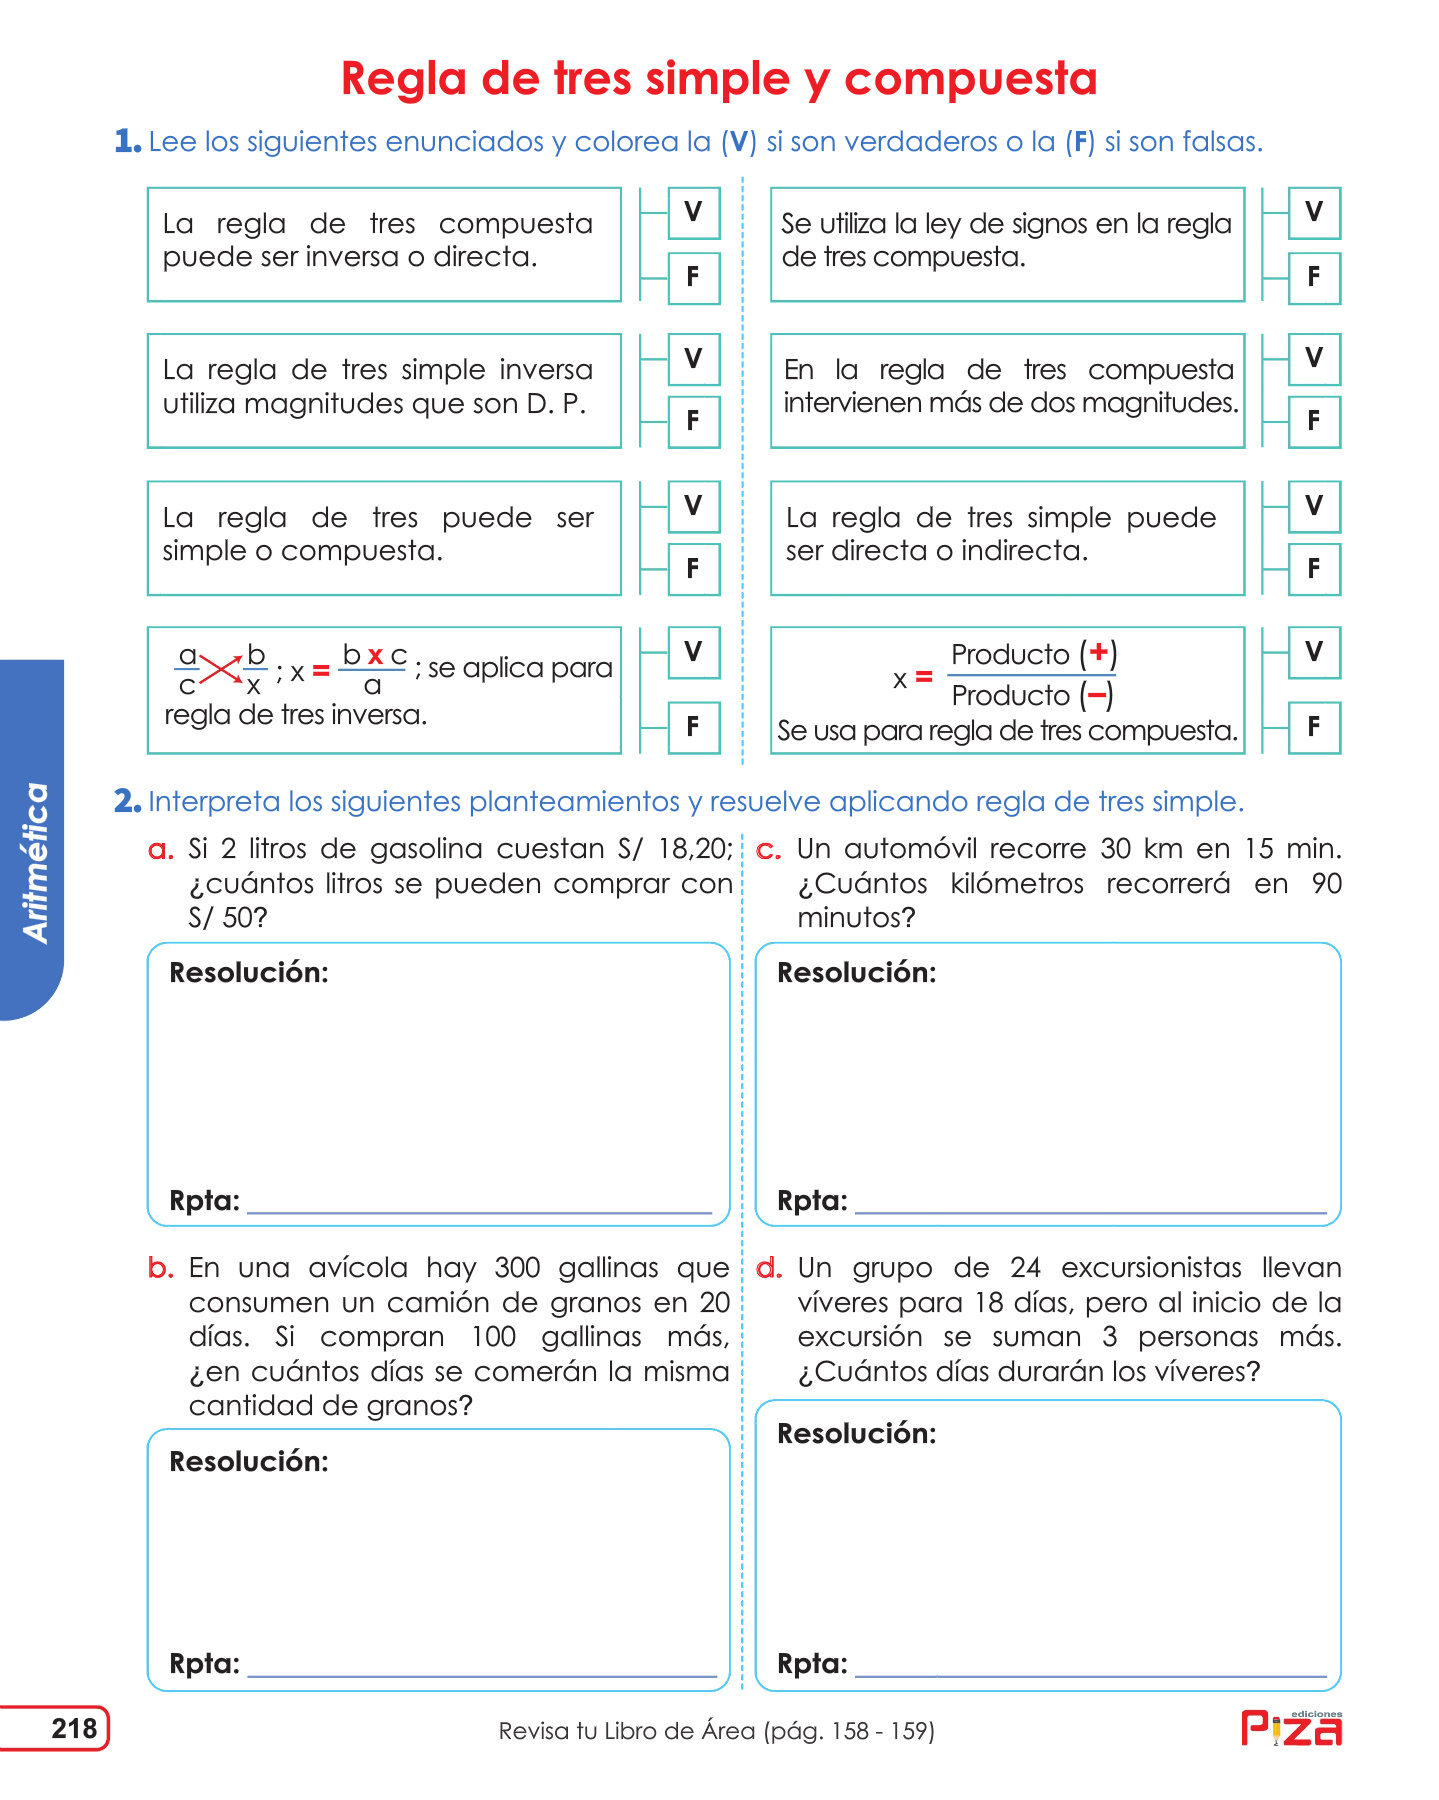 Regla de tres simple y compuesta
1. Lee los siguientes enunciados y colorea la (V) si son verdaderos o la (F) si son falsas.
La regla de tres compuesta
puede ser inversa o directa.
V
F
Se utiliza la ley de signos en la regla
de tres compuesta.
V
F
La regla de tres simple inversa
utiliza magnitudes que son D. P.
V
F
En la regla de tres compuesta
intervienen más de dos magnitudes.
V
F
La regla de tres puede ser
simple o compuesta.
V
F
La regla de tres simple puede
ser directa o indirecta.
V
F
a b ; x = b x c ; se aplica para
c x a
regla de tres inversa.
V
F
x = Producto (+)
Producto (–)
Se usa para regla de tres compuesta.
V
F
Aritmética
2. Interpreta los siguientes planteamientos y resuelve aplicando regla de tres simple.
a. Si 2 litros de gasolina cuestan S/ 18,20;
¿cuántos litros se pueden comprar con
S/ 50?
Resolución:
Rpta:
b. En una avícola hay 300 gallinas que
consumen un camión de granos en 20
días. Si compran 100 gallinas más,
¿en cuántos días se comerán la misma
cantidad de granos?
Resolución:
Rpta:
c. Un automóvil recorre 30 km en 15 min.
¿Cuántos kilómetros recorrerá en 90
minutos?
Resolución:
Rpta:
d. Un grupo de 24 excursionistas llevan
víveres para 18 días, pero al inicio de la
excursión se suman 3 personas más.
¿Cuántos días durarán los víveres?
Resolución:
Rpta:
218
Revisa tu Libro de Área (pág. 158 - 159)
ediciones
Piza